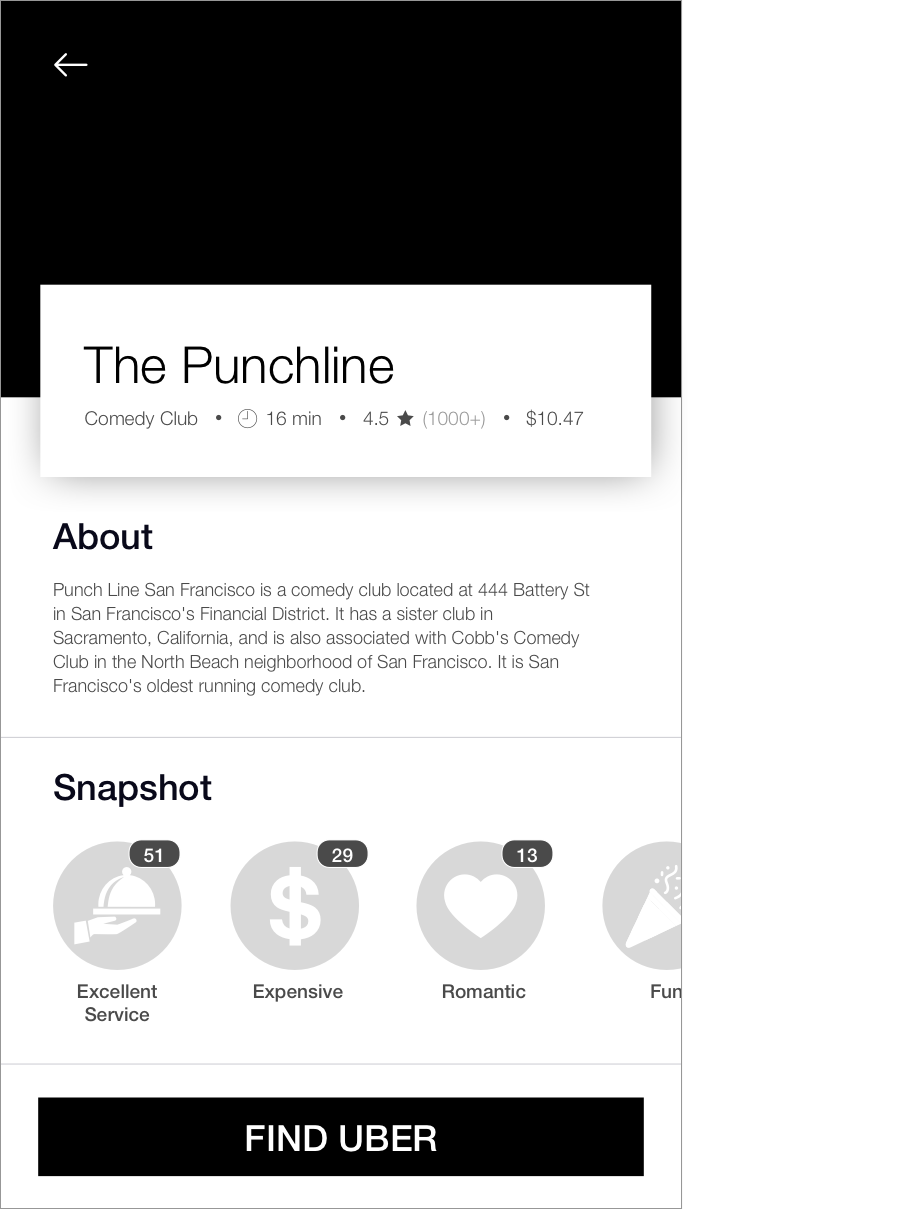 The Punchline
Comedy Club • 16 min • 4.5 ★ (1000+) • $10.47
About
Punch Line San Francisco is a comedy club located at 444 Battery St
in San Francisco's Financial District. It has a sister club in
Sacramento, California, and is also associated with Cobb's Comedy
Club in the North Beach neighborhood of San Francisco. It is San
Francisco's oldest running comedy club.
Snapshot
51 29 13
Excellent Expensive Romantic Fun
Service
FIND UBER